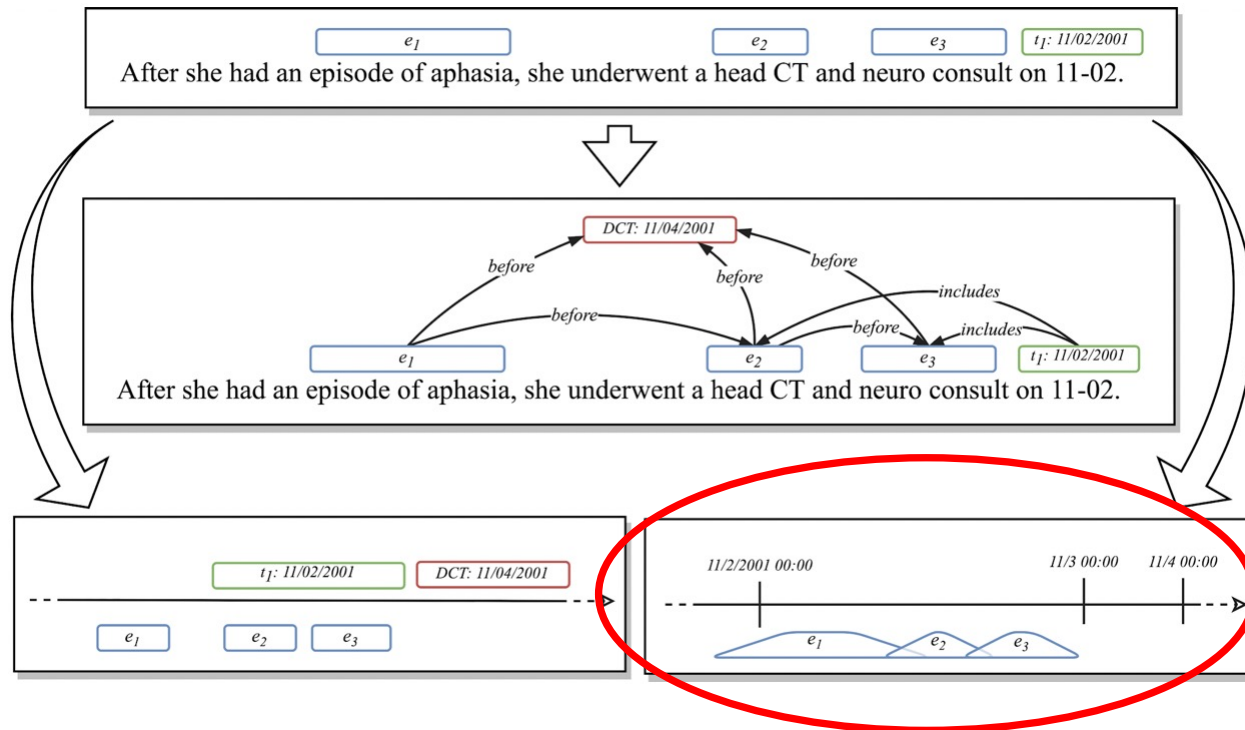 e1 e2 e3 t1: 11/02/2001
After she had an episode of aphasia, she underwent a head CT and neuro consult on 11-02.
DCT: 11/04/2001
before before before
includes
before before includes
e1 e2 e3 t1: 11/02/2001
After she had an episode of aphasia, she underwent a head CT and neuro consult on 11-02.
t1: 11/02/2001 DCT: 11/04/2001
e1 e2 e3
11/2/2001 00:00 11/3 00:00 11/4 00:00
e1 e2 e3